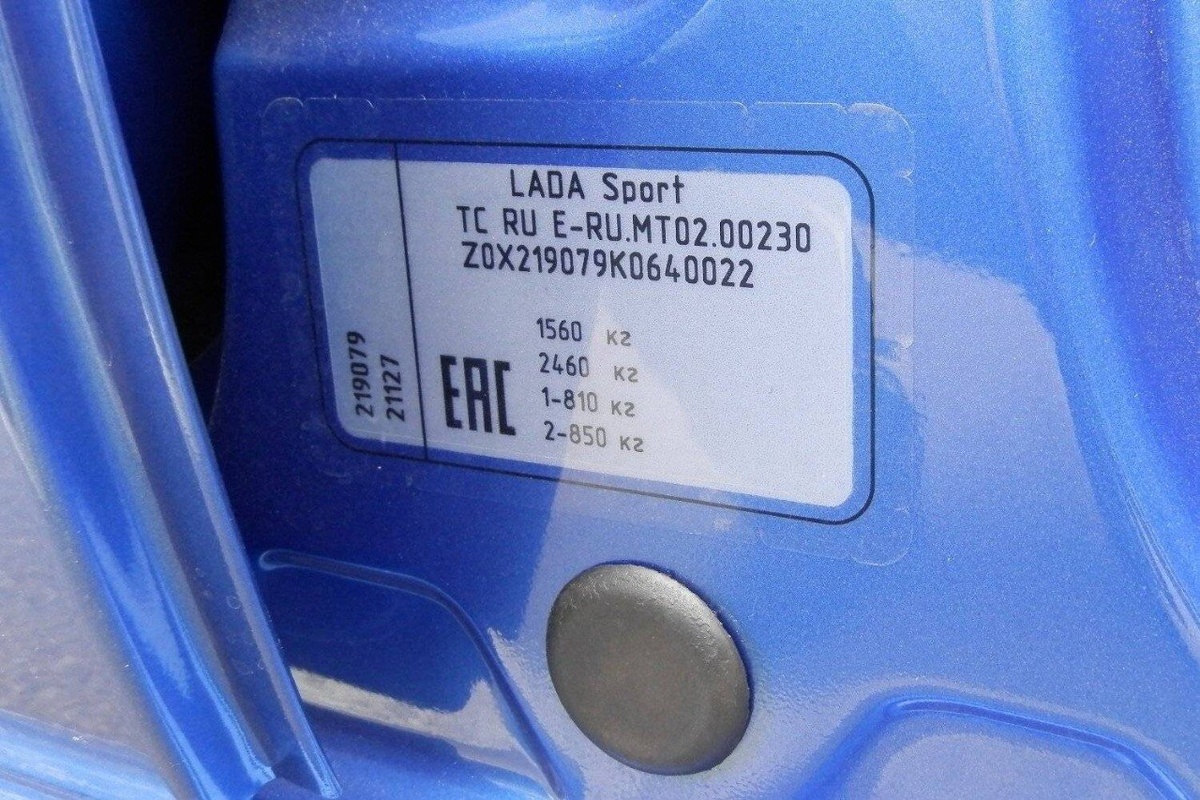 LADA Sport
TC RU E-RU.MT02.00230
Z0X219079K0640022
1560 кг
2460 кг
1-810 кг
2-850 кг
EAC
219079
21127